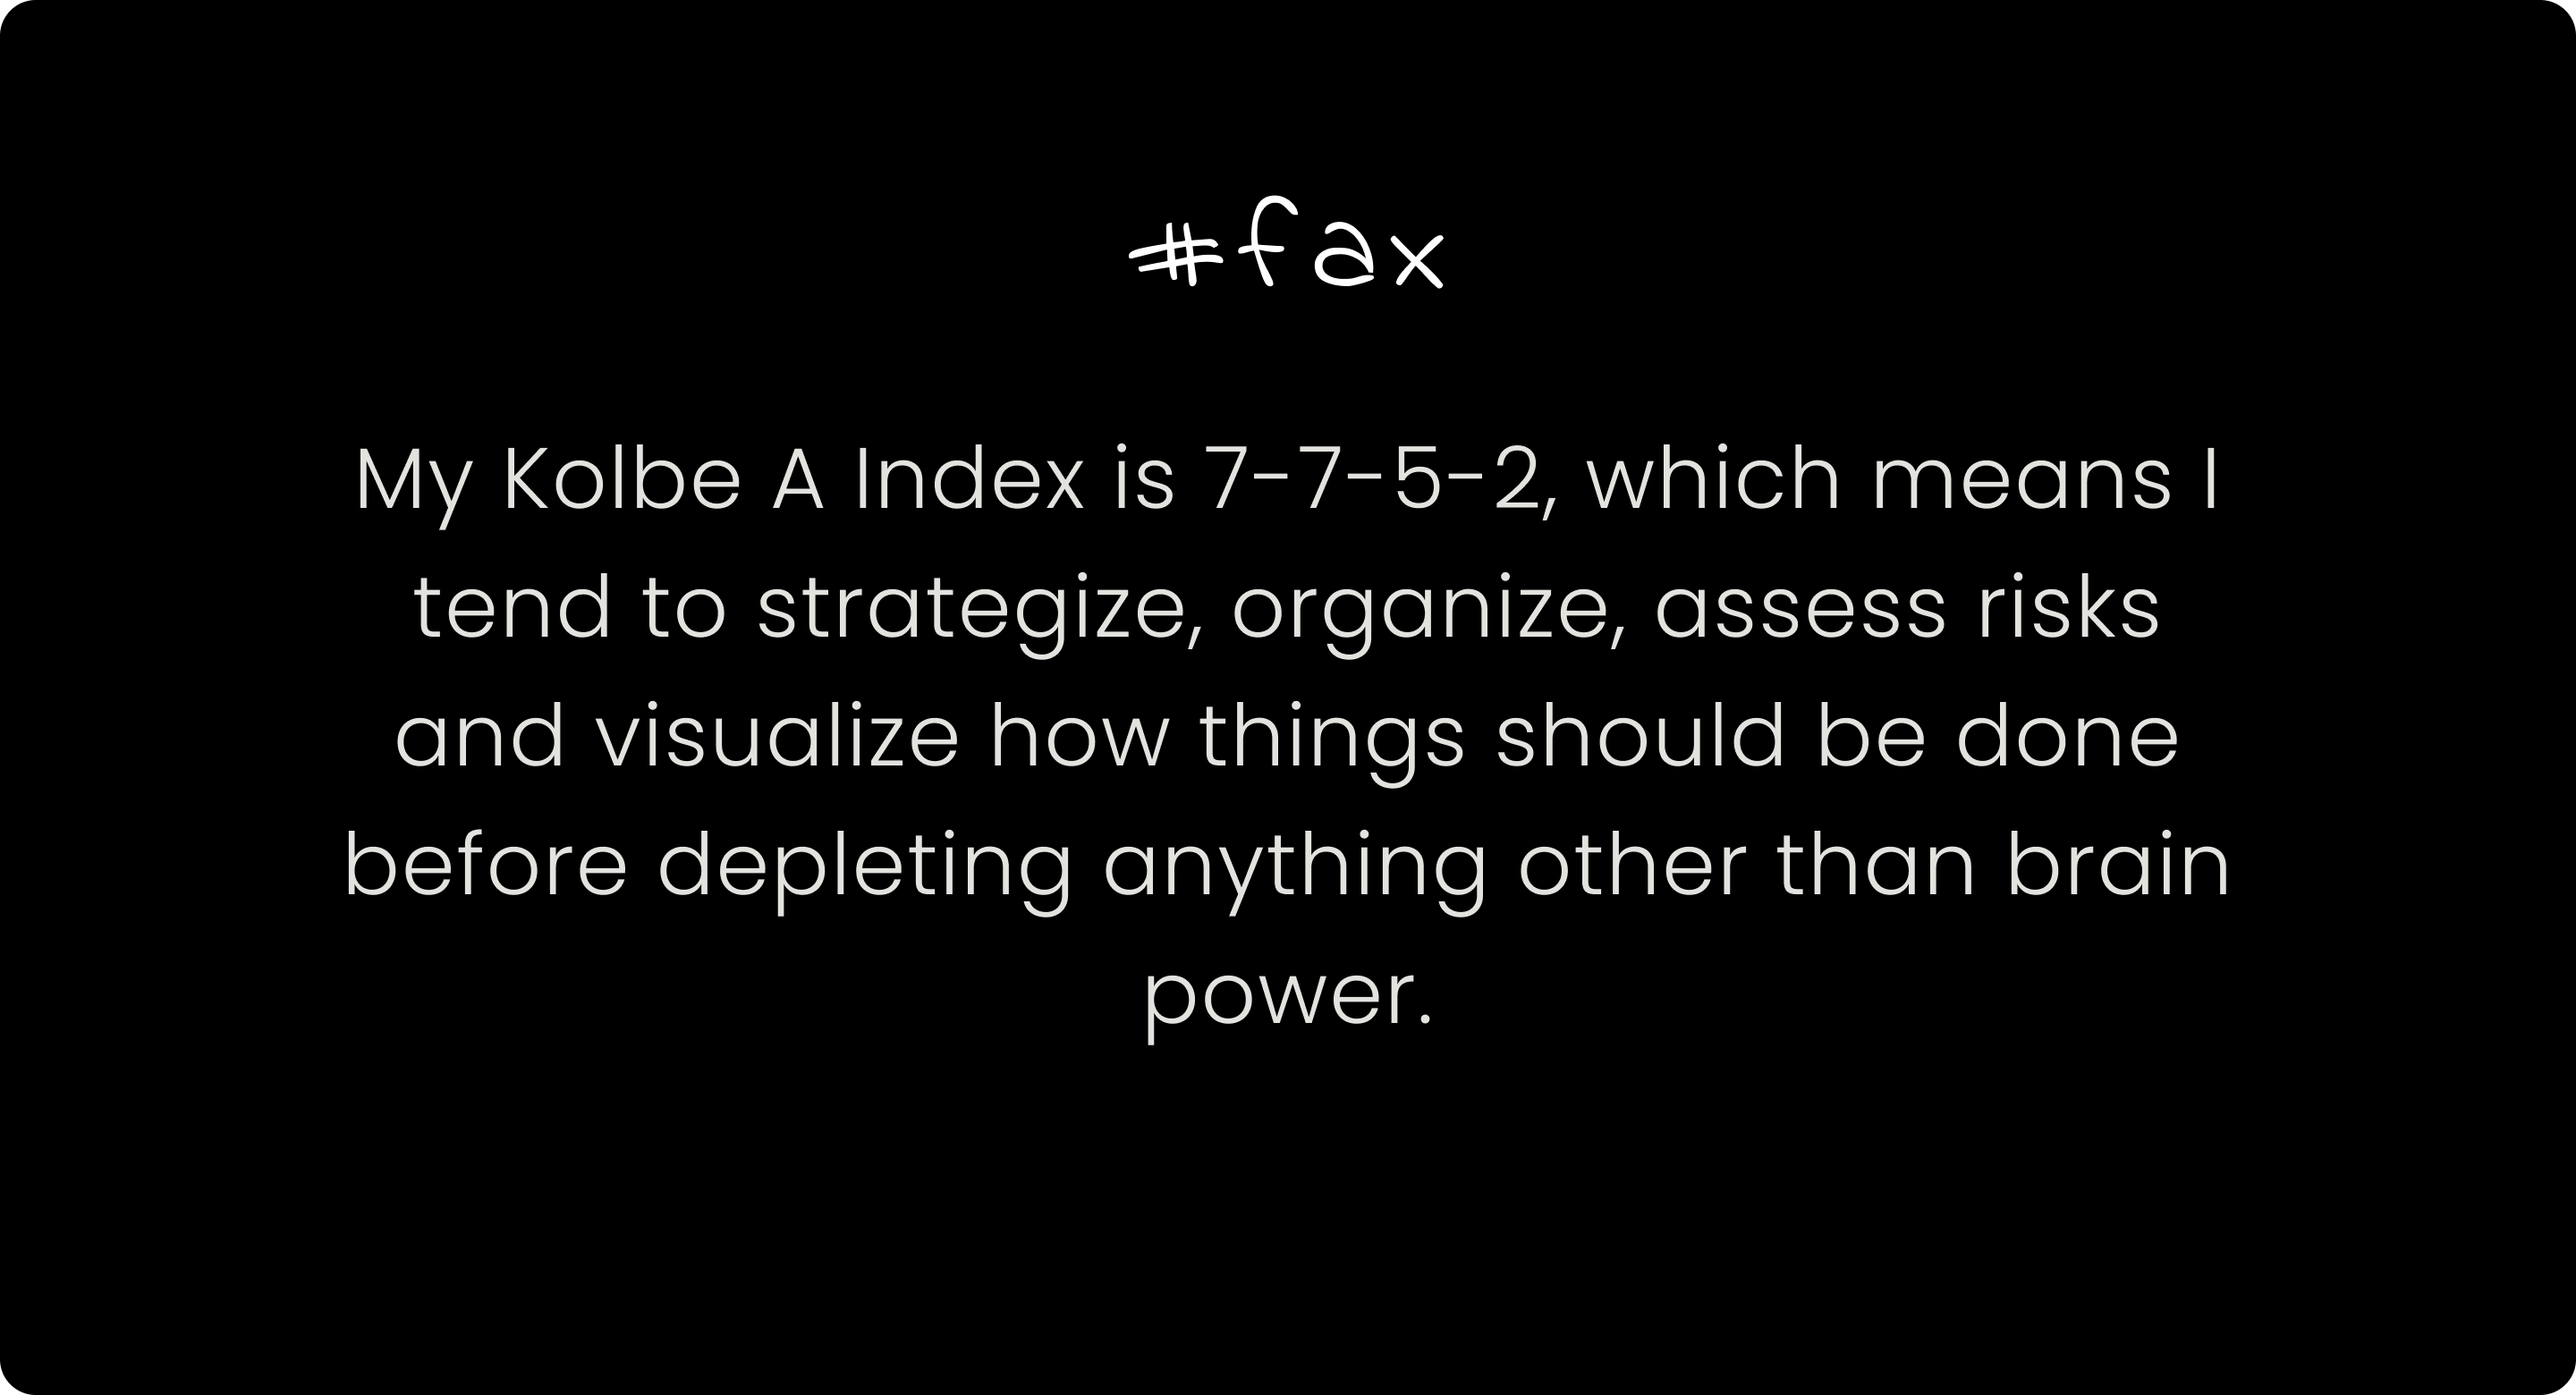 #fax
My Kolbe A Index is 7-7-5-2, which means I
tend to strategize, organize, assess risks
and visualize how things should be done
before depleting anything other than brain
power.